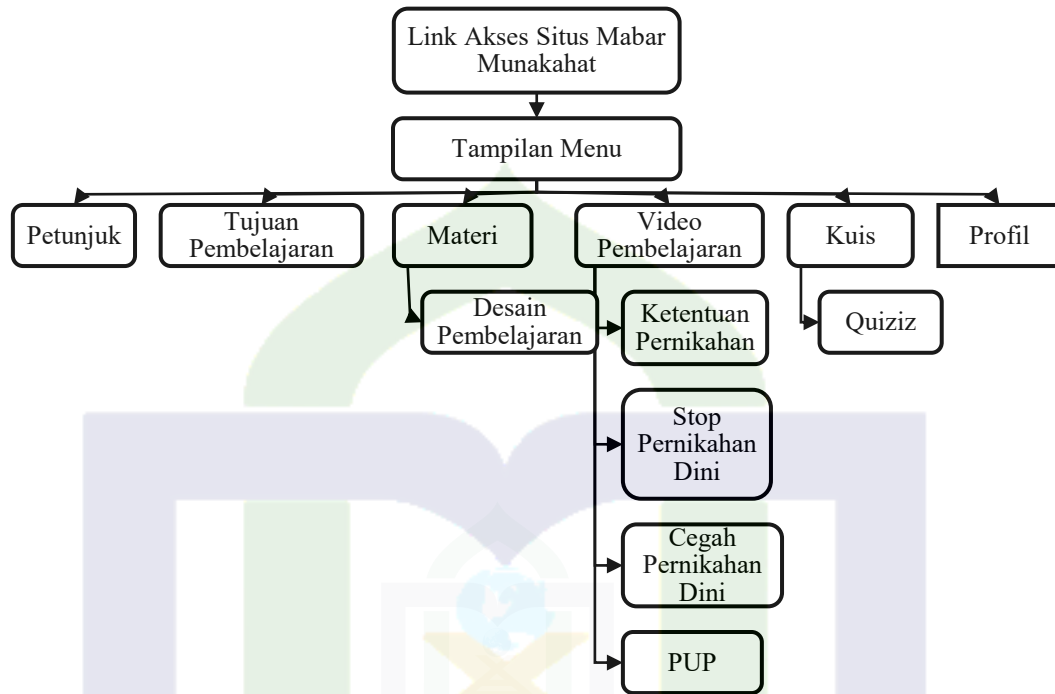 Link Akses Situs Mabar
Munakahat
Tampilan Menu
Petunjuk
Tujuan
Pembelajaran
Materi
Video
Pembelajaran
Kuis
Profil
Desain
Pembelajaran
Ketentuan
Pernikahan
Quiziz
Stop
Pernikahan
Dini
Cegah
Pernikahan
Dini
PUP